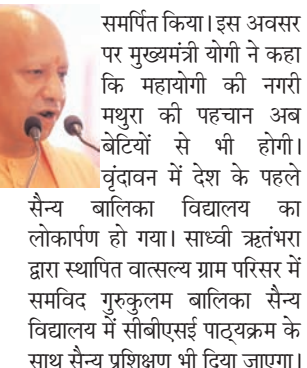 समर्पित किया। इस अवसर
पर मुख्यमंत्री योगी ने कहा
कि महायोगी की नगरी
मथुरा की पहचान अब
बेटियों से भी होगी।
वृंदावन में देश के पहले
सैन्य बालिका विद्यालय का
लोकार्पण हो गया। साध्वी ऋतंभरा
द्वारा स्थापित वात्सल्य ग्राम परिसर में
समविद गुरुकुलम बालिका सैन्य
विद्यालय में सीबीएसई पाठ्यक्रम के
साथ सैन्य प्रशिक्षण भी दिया जाएगा।